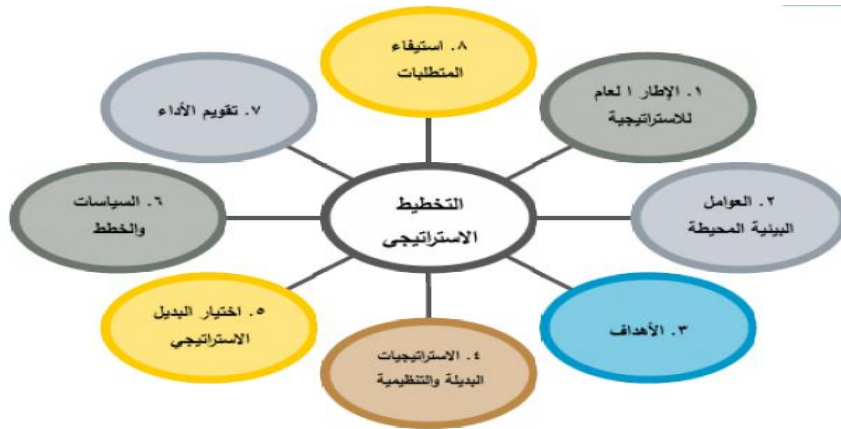 التخطيط
الاستراتيجي
١. الإطار ا لعام
للاستراتيجية
٢. العوامل
البيئية المحيطة
٣. الأهداف
٤. الاستراتيجيات
البديلة والتنظيمية
٥. اختيار البديل
الاستراتيجي
٦. السياسات
والخطط
٧. تقويم الأداء
٨. استيفاء
المتطلبات